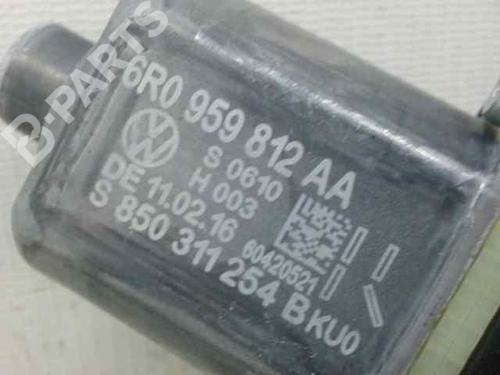 B-PARTS
6R0 959 812 AA
S 0610
H 003
DE 11.02.16
60420521
S 850 311 254 B KU0